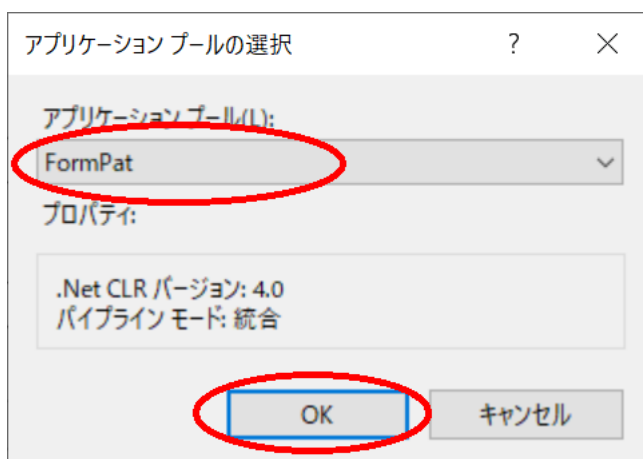 アプリケーション プールの選択
アプリケーション プール(L):
FormPat
プロパティ:
.Net CLR バージョン: 4.0
パイプライン モード: 統合
OK
キャンセル